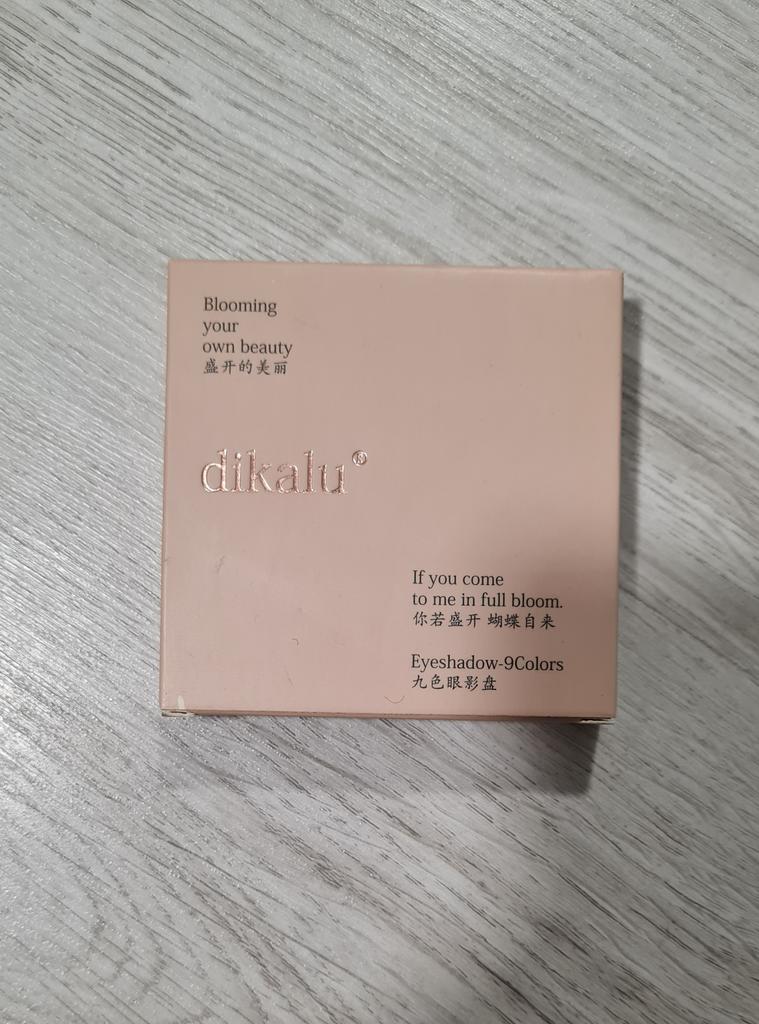 Blooming
your
own beauty
盛开的美丽
dikalu®
If you come
to me in full bloom.
你若盛开 蝴蝶自来
Eyeshadow-9Colors
九色眼影盘